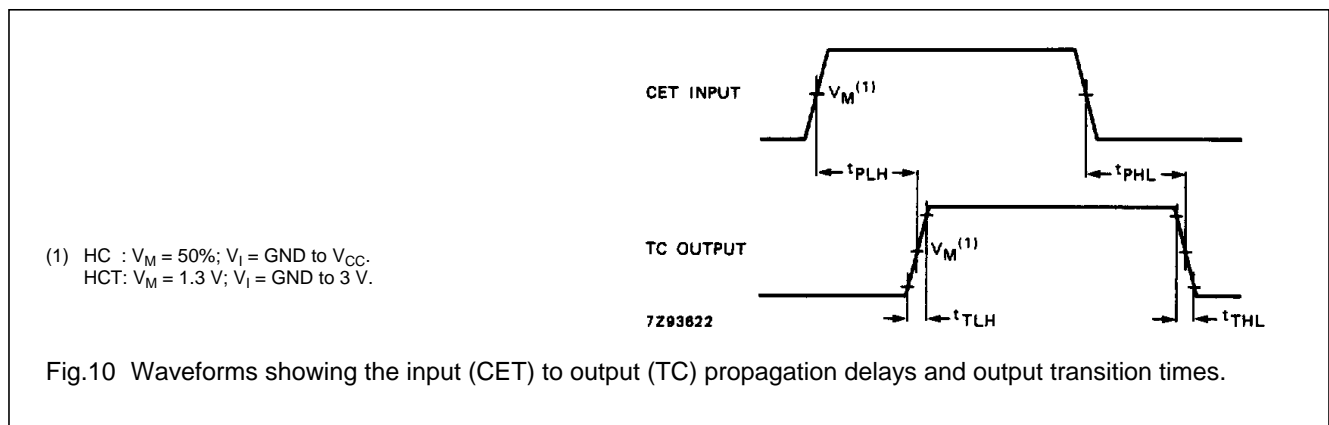 CET INPUT
V_M^(1)
t_PLH
t_PHL
TC OUTPUT
V_M^(1)
(1) HC : V_M = 50%; V_I = GND to V_CC.
HCT: V_M = 1.3 V; V_I = GND to 3 V.
7Z93622
t_TLH
t_THL
Fig.10 Waveforms showing the input (CET) to output (TC) propagation delays and output transition times.